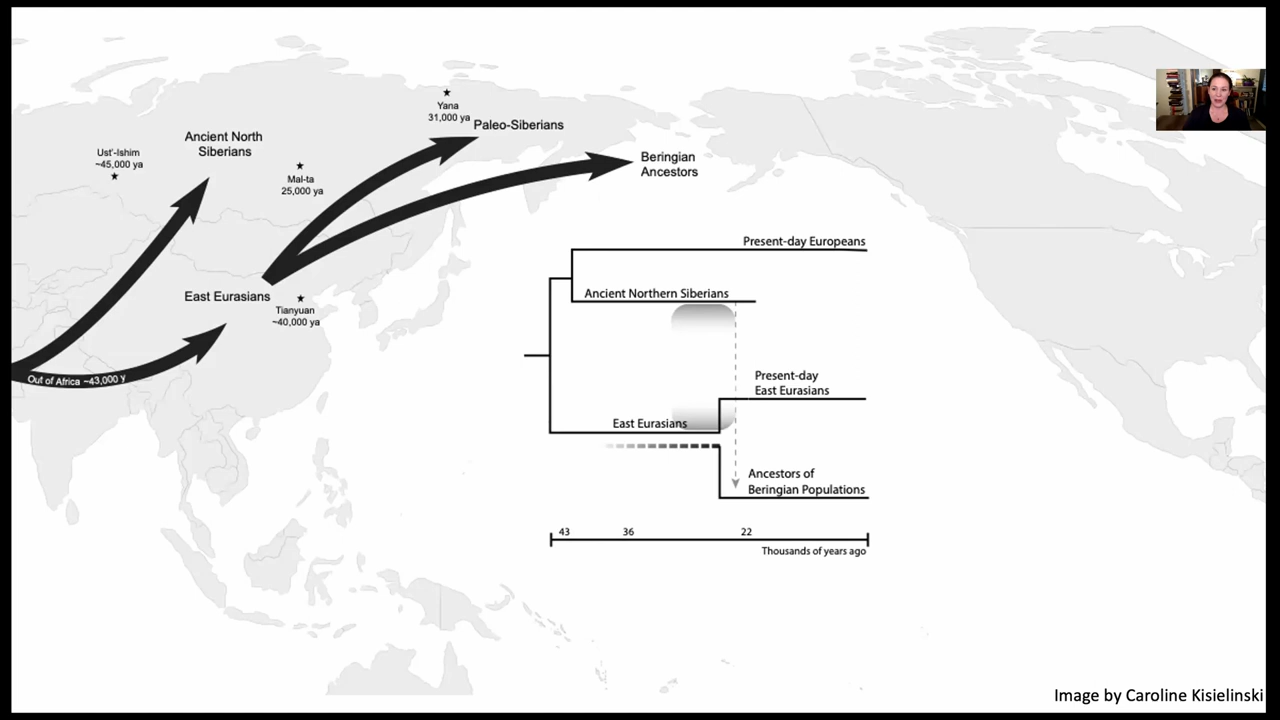 Yana
31,000 ya
Paleo-Siberians
Ancient North
Siberians
Ust'-Ishim
~45,000 ya
Mal-ta
25,000 ya
Beringian
Ancestors
East Eurasians
Tianyuan
~40,000 ya
Out of Africa ~43,000 y
Present-day Europeans
Ancient Northern Siberians
Present-day
East Eurasians
East Eurasians
Ancestors of
Beringian Populations
43 36 22
Thousands of years ago
Image by Caroline Kisielinski